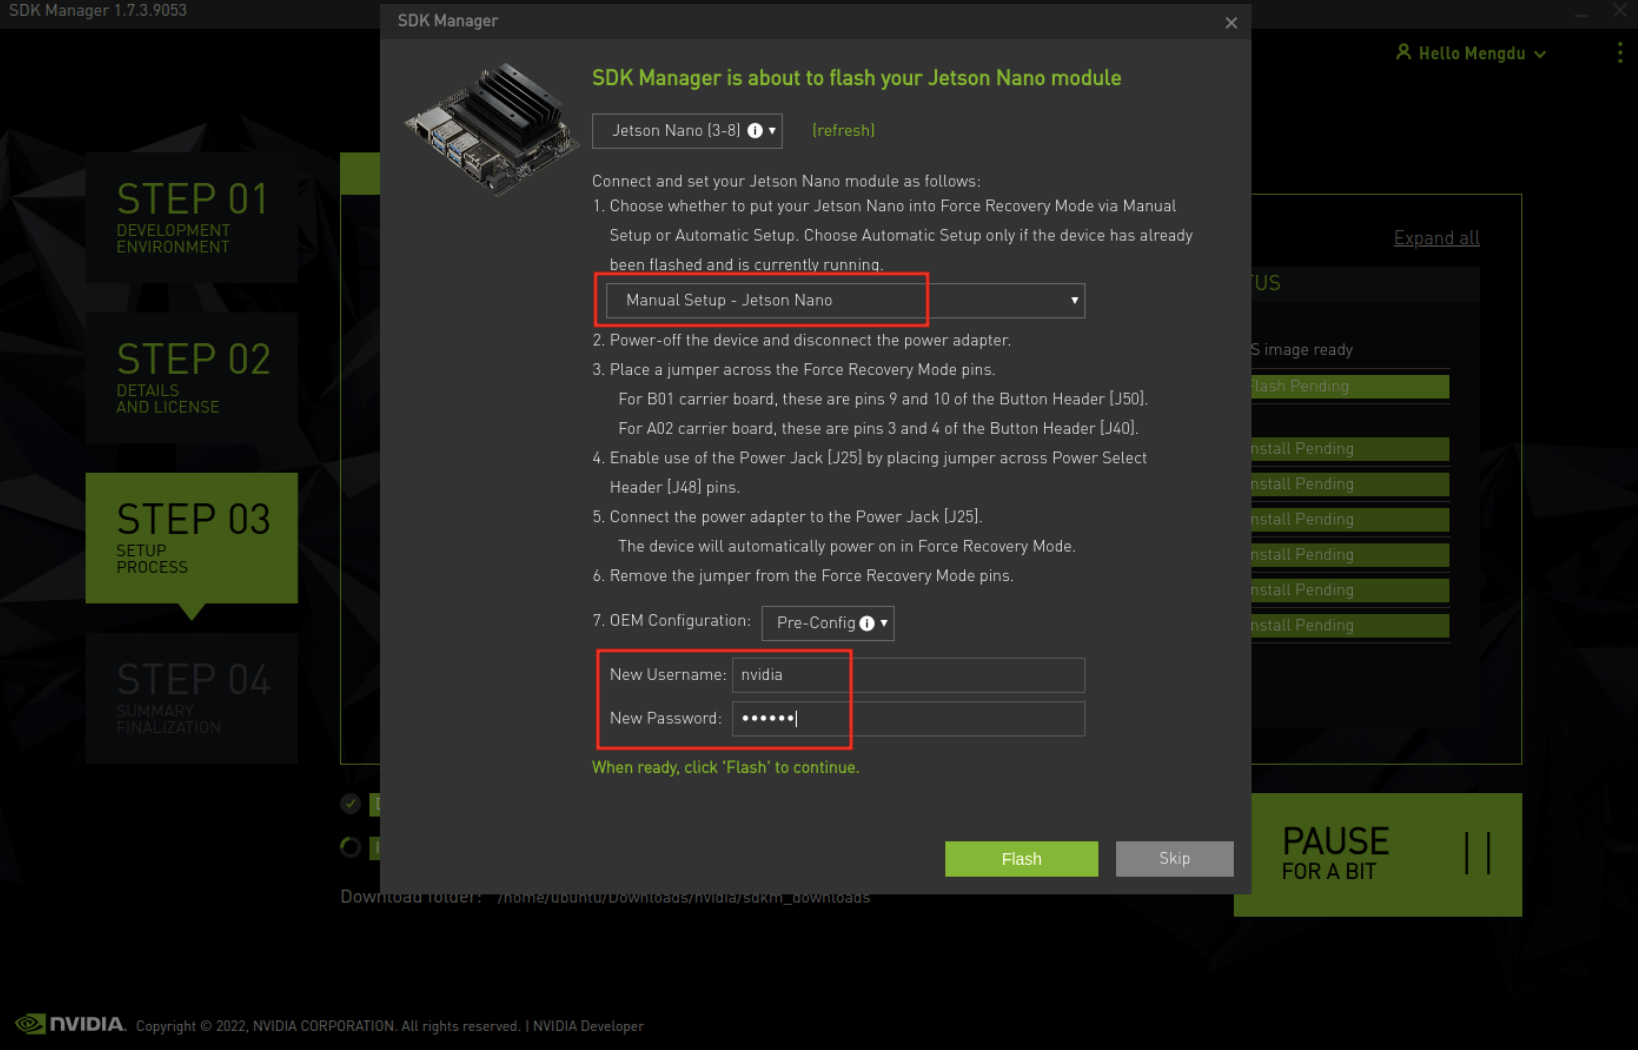 SDK Manager 1.7.3.9053
SDK Manager
Hello Mengdu
SDK Manager is about to flash your Jetson Nano module
Jetson Nano [3-8]
(refresh)
Connect and set your Jetson Nano module as follows:
1. Choose whether to put your Jetson Nano into Force Recovery Mode via Manual
Setup or Automatic Setup. Choose Automatic Setup only if the device has already
been flashed and is currently running.
Manual Setup - Jetson Nano
2. Power-off the device and disconnect the power adapter.
3. Place a jumper across the Force Recovery Mode pins.
For B01 carrier board, these are pins 9 and 10 of the Button Header [J50].
For A02 carrier board, these are pins 3 and 4 of the Button Header [J40].
4. Enable use of the Power Jack [J25] by placing jumper across Power Select
Header [J48] pins.
5. Connect the power adapter to the Power Jack [J25].
The device will automatically power on in Force Recovery Mode.
6. Remove the jumper from the Force Recovery Mode pins.
7. OEM Configuration:
Pre-Config
New Username:
nvidia
New Password:
••••••
When ready, click 'Flash' to continue.
Flash
Skip
STEP 01
DEVELOPMENT
ENVIRONMENT
STEP 02
DETAILS
AND LICENSE
STEP 03
SETUP
PROCESS
STEP 04
SUMMARY
FINALIZATION
Expand all
TUS
S image ready
Flash Pending
nstall Pending
nstall Pending
nstall Pending
nstall Pending
nstall Pending
nstall Pending
PAUSE
FOR A BIT
Download folder: /home/ubuntu/Downloads/nvidia/sdkm_downloads
NVIDIA. Copyright © 2022, NVIDIA CORPORATION. All rights reserved. | NVIDIA Developer